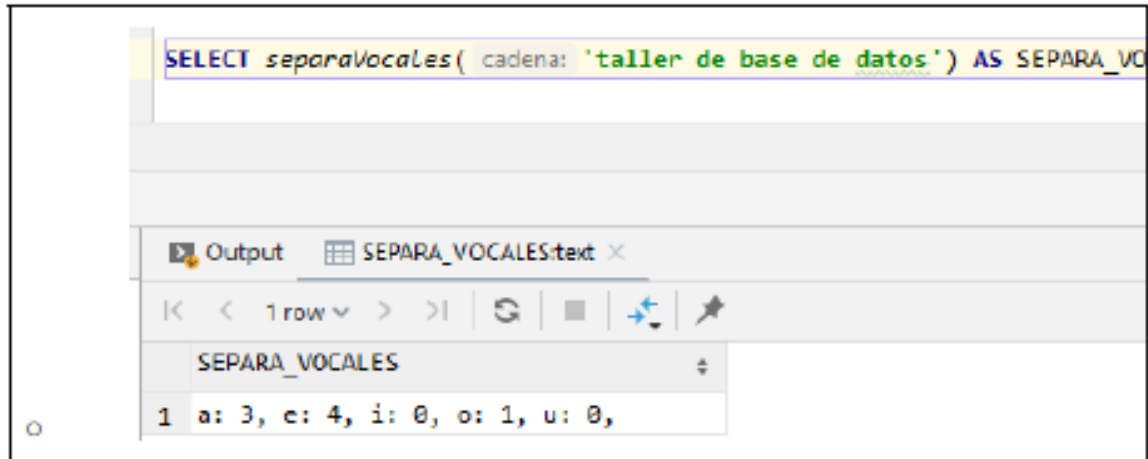 SELECT separaVocales( cadena: 'taller de base de datos') AS SEPARA_VO
Output SEPARA_VOCALES:text
1 row
SEPARA_VOCALES
1 a: 3, e: 4, i: 0, o: 1, u: 0,